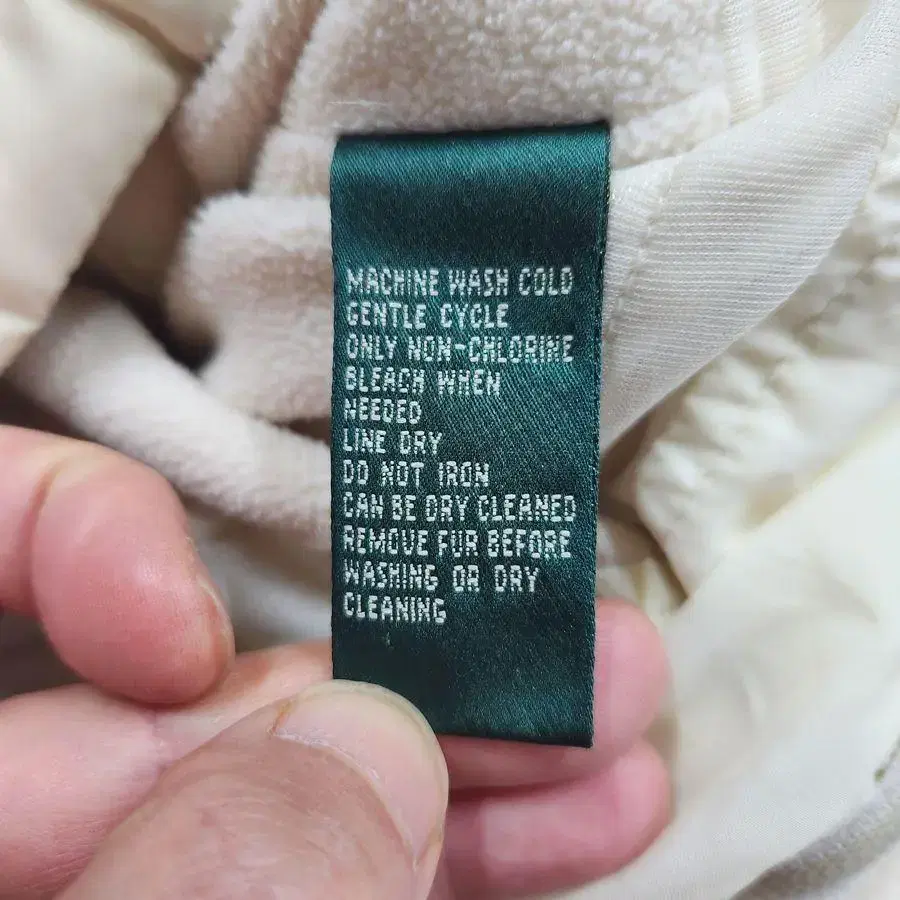 MACHINE WASH COLD
GENTLE CYCLE
ONLY NON-CHLORINE
BLEACH WHEN
NEEDED
LINE DRY
DO NOT IRON
CAN BE DRY CLEANED
REMOVE FUR BEFORE
WASHING OR DRY
CLEANING